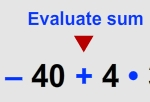 Evaluate sum
– 40 + 4 •